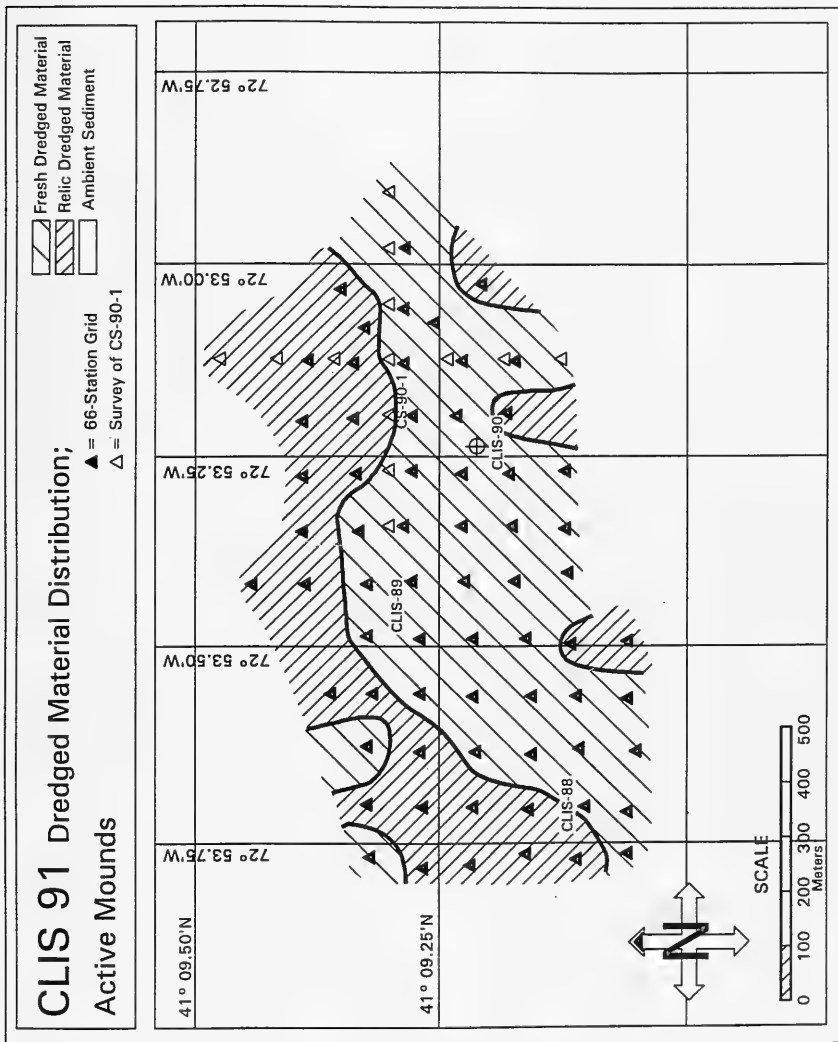 CLIS 91 Dredged Material Distribution;
Active Mounds
▲ = 66-Station Grid
△ = Survey of CS-90-1
Fresh Dredged Material
Relic Dredged Material
Ambient Sediment
41° 09.50'N
41° 09.25'N
72° 53.75'W
72° 53.50'W
72° 53.25'W
72° 53.00'W
72° 52.75'W
CLIS-88
CLIS-89
CS-90-1
CLIS-90
N
SCALE
0 100 200 300 400 500
Meters